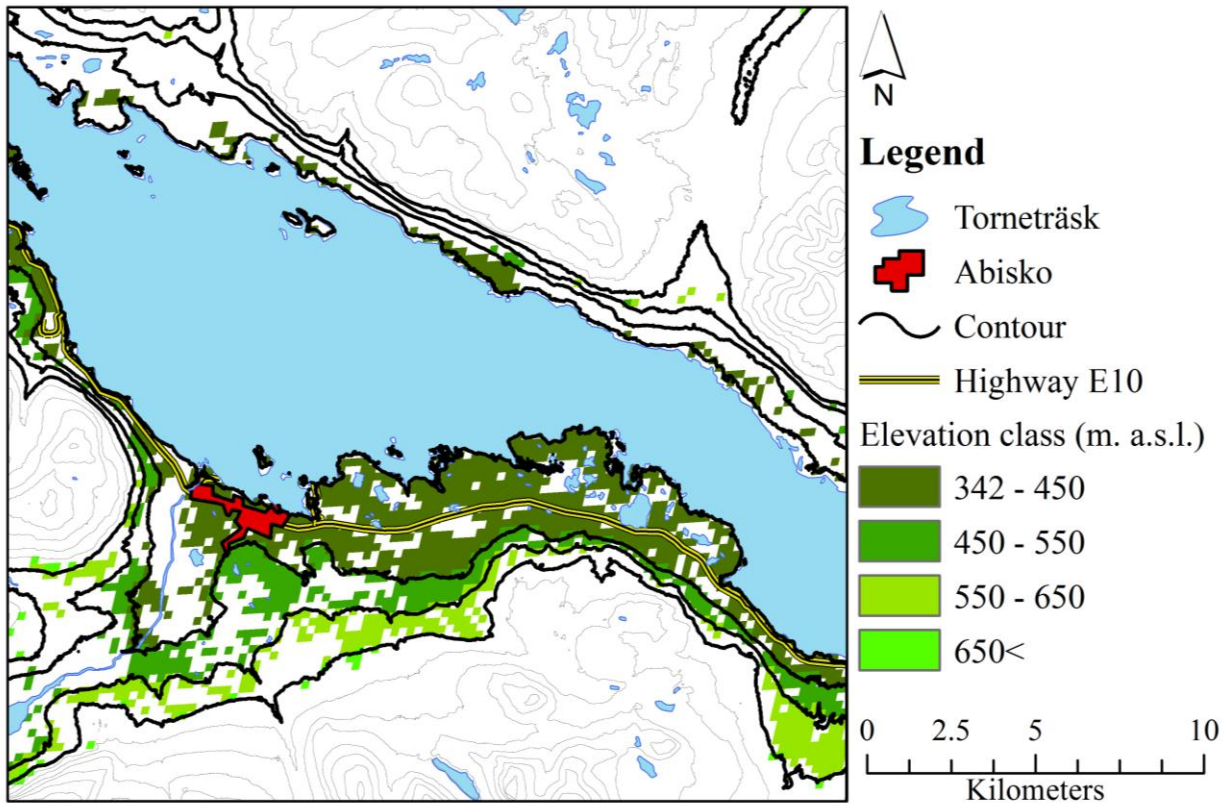 N
Legend
Torneträsk
Abisko
Contour
Highway E10
Elevation class (m. a.s.l.)
342 - 450
450 - 550
550 - 650
650<
0 2.5 5 10
Kilometers